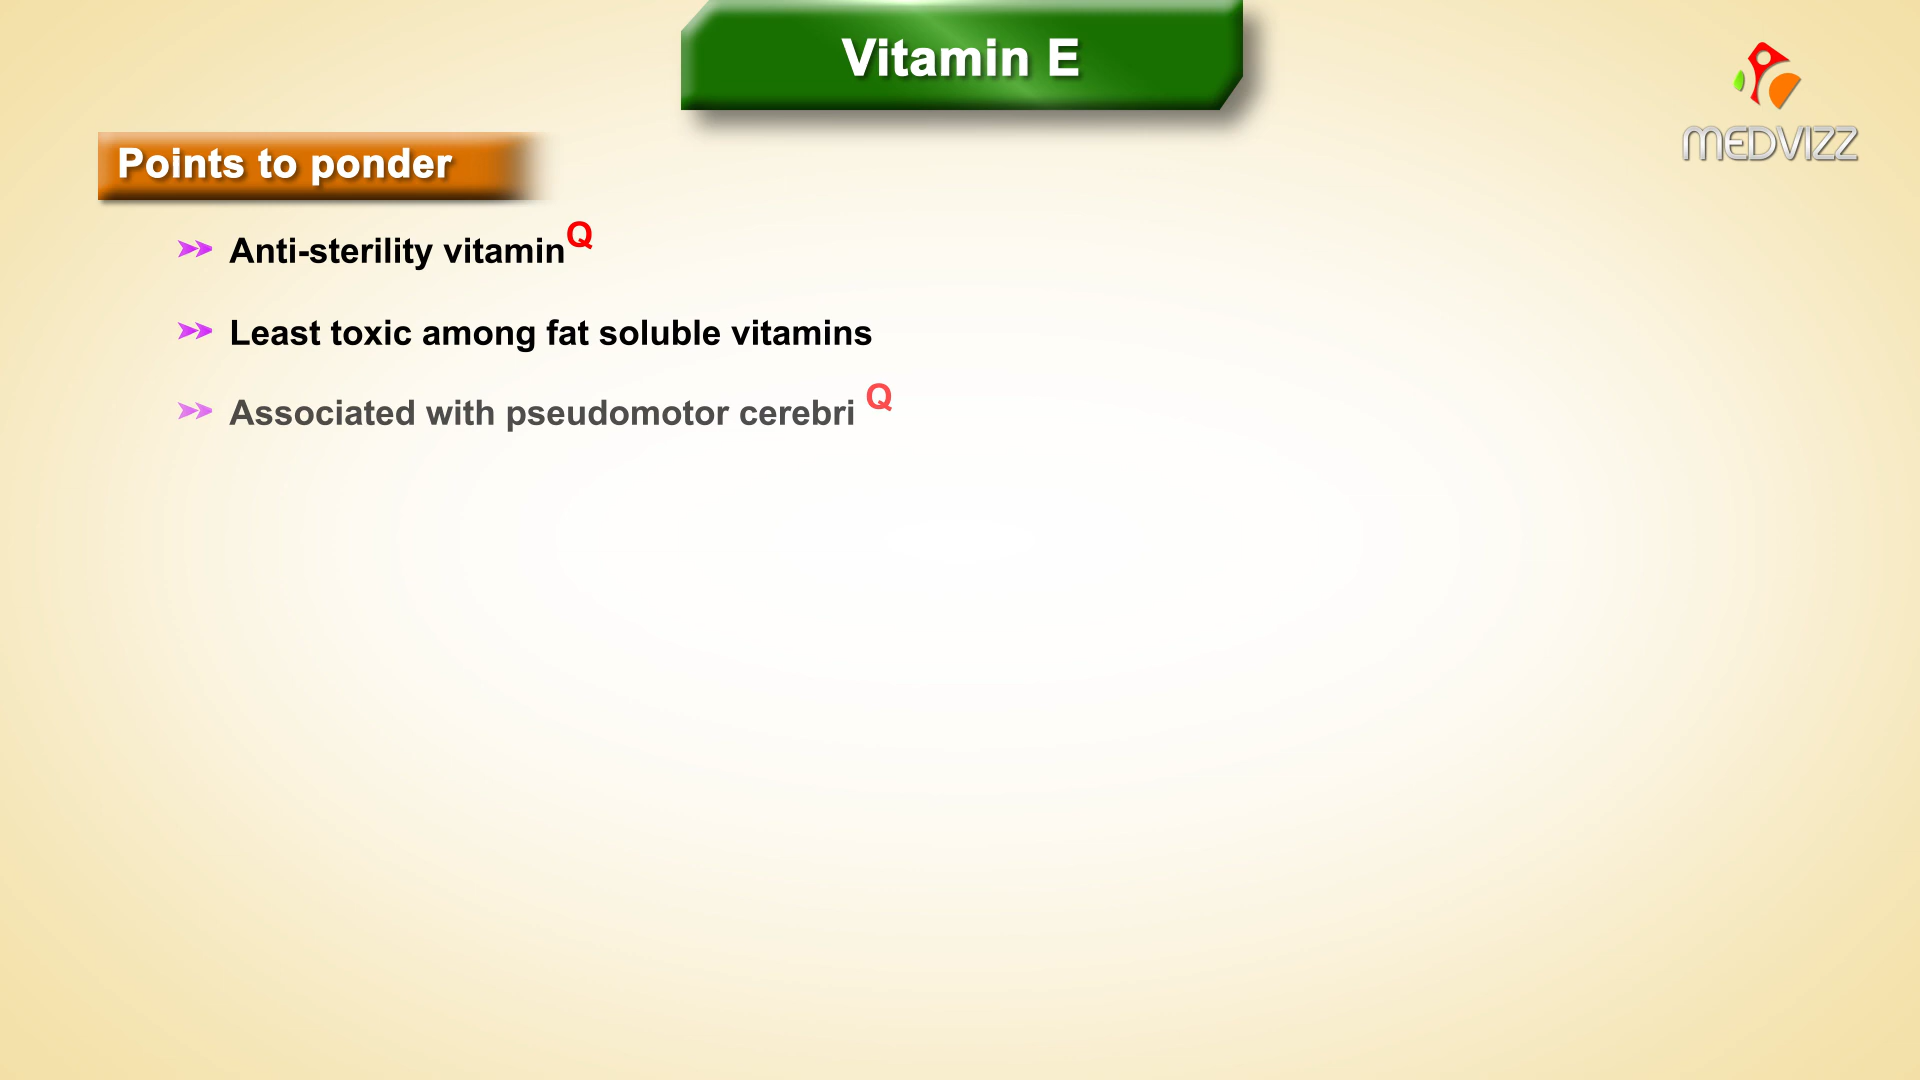 Vitamin E
MEDVIZZ
Points to ponder
Anti-sterility vitaminQ
Least toxic among fat soluble vitamins
Associated with pseudomotor cerebri Q